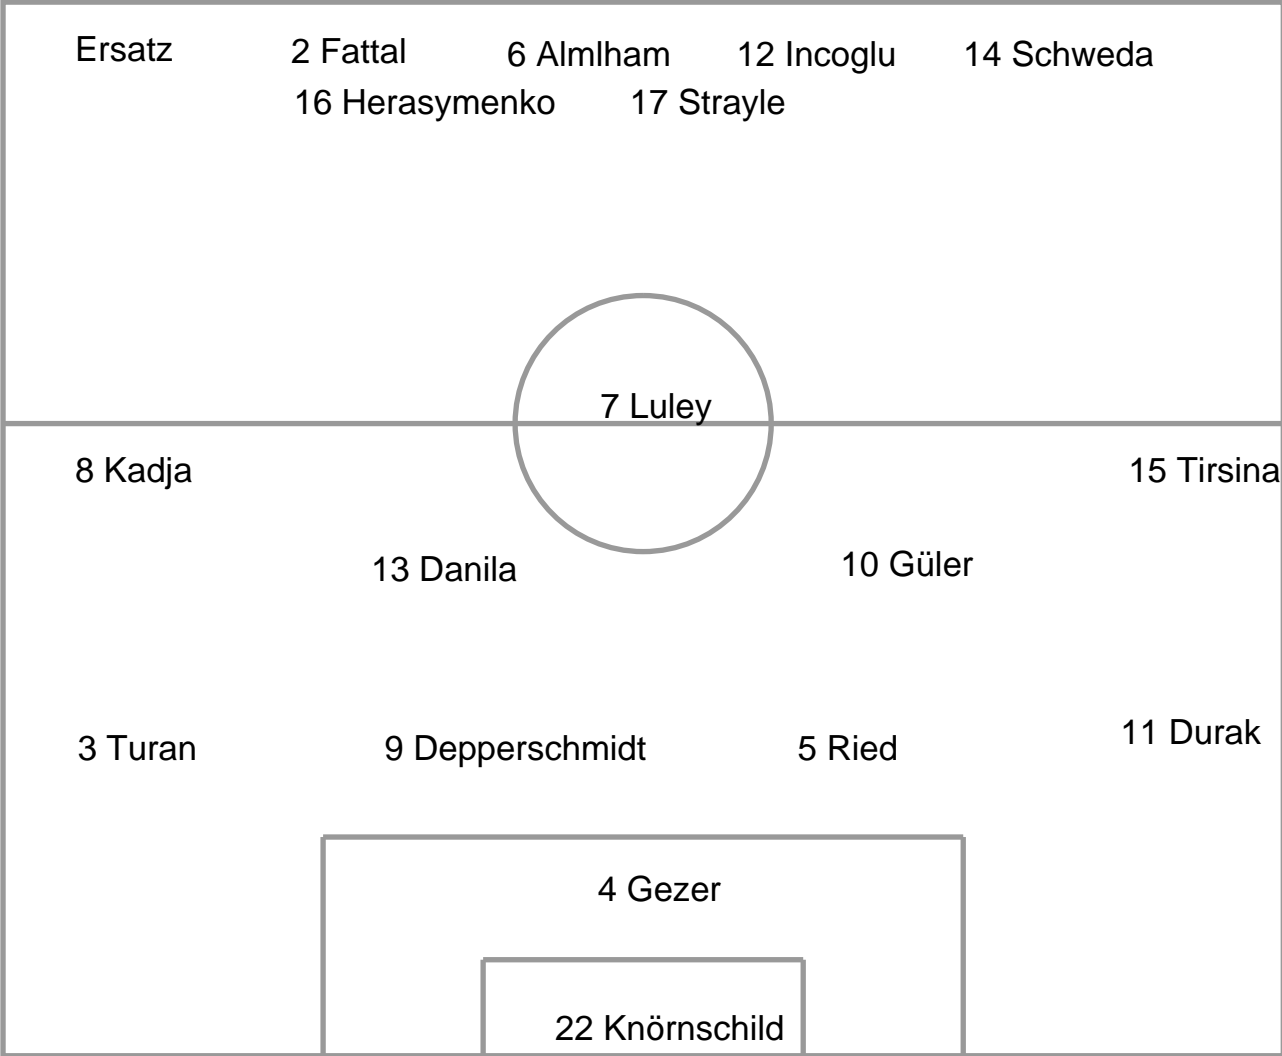 Ersatz 2 Fattal 6 Almlham 12 Incoglu 14 Schweda
16 Herasymenko 17 Strayle
7 Luley
8 Kadja 15 Tirsina
13 Danila 10 Güler
3 Turan 9 Depperschmidt 5 Ried 11 Durak
4 Gezer
22 Knörnschild